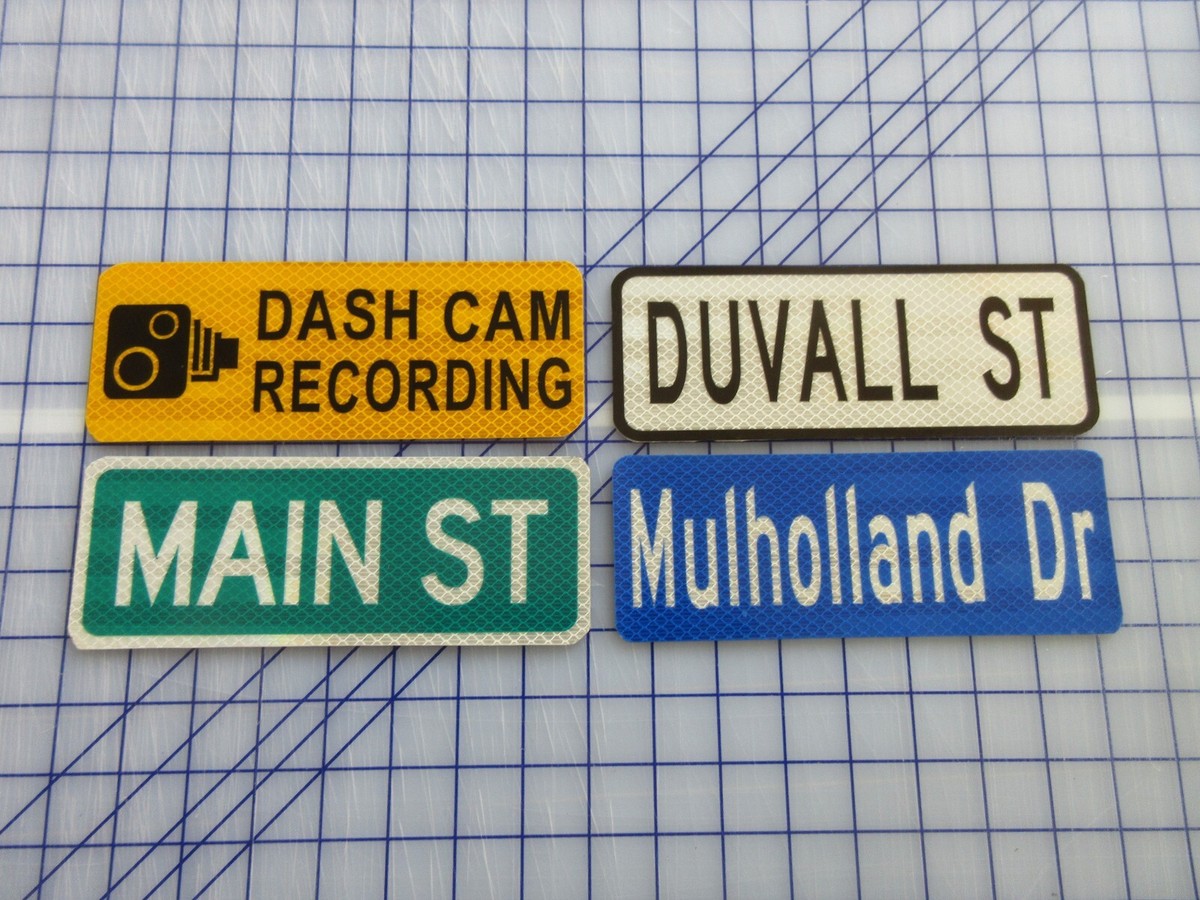 DASH CAM
RECORDING
DUVALL ST
MAIN ST
Mulholland Dr